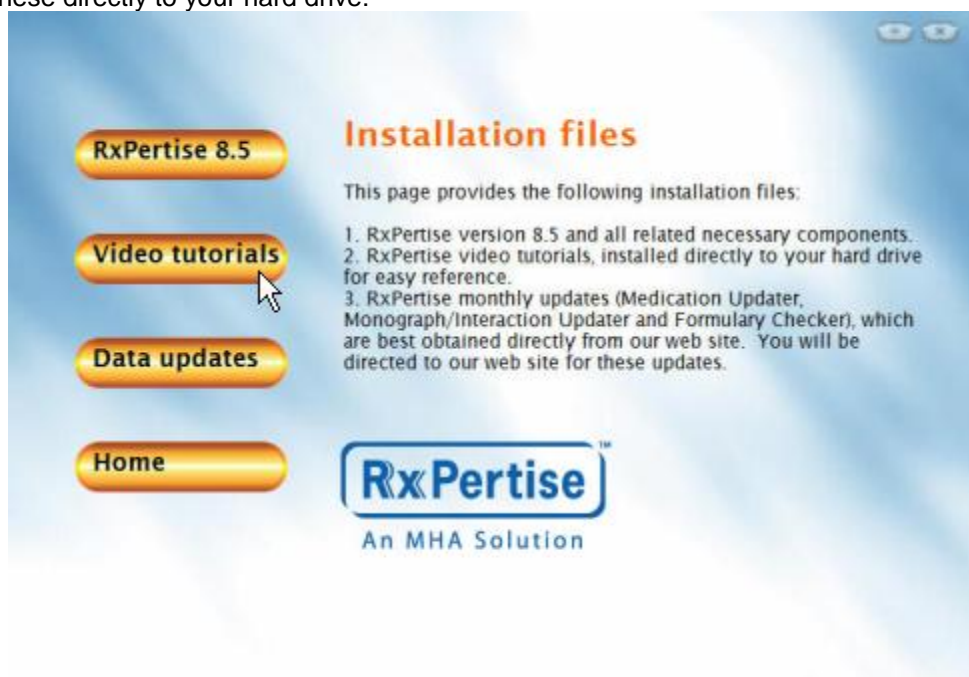 these directly to your hard drive.
Installation files
RxPertise 8.5
This page provides the following installation files:
1. RxPertise version 8.5 and all related necessary components.
Video tutorials
2. RxPertise video tutorials, installed directly to your hard drive
for easy reference.
3. RxPertise monthly updates (Medication Updater,
Monograph/Interaction Updater and Formulary Checker), which
Data updates
are best obtained directly from our web site. You will be
directed to our web site for these updates.
Home
RxPertise™
An MHA Solution